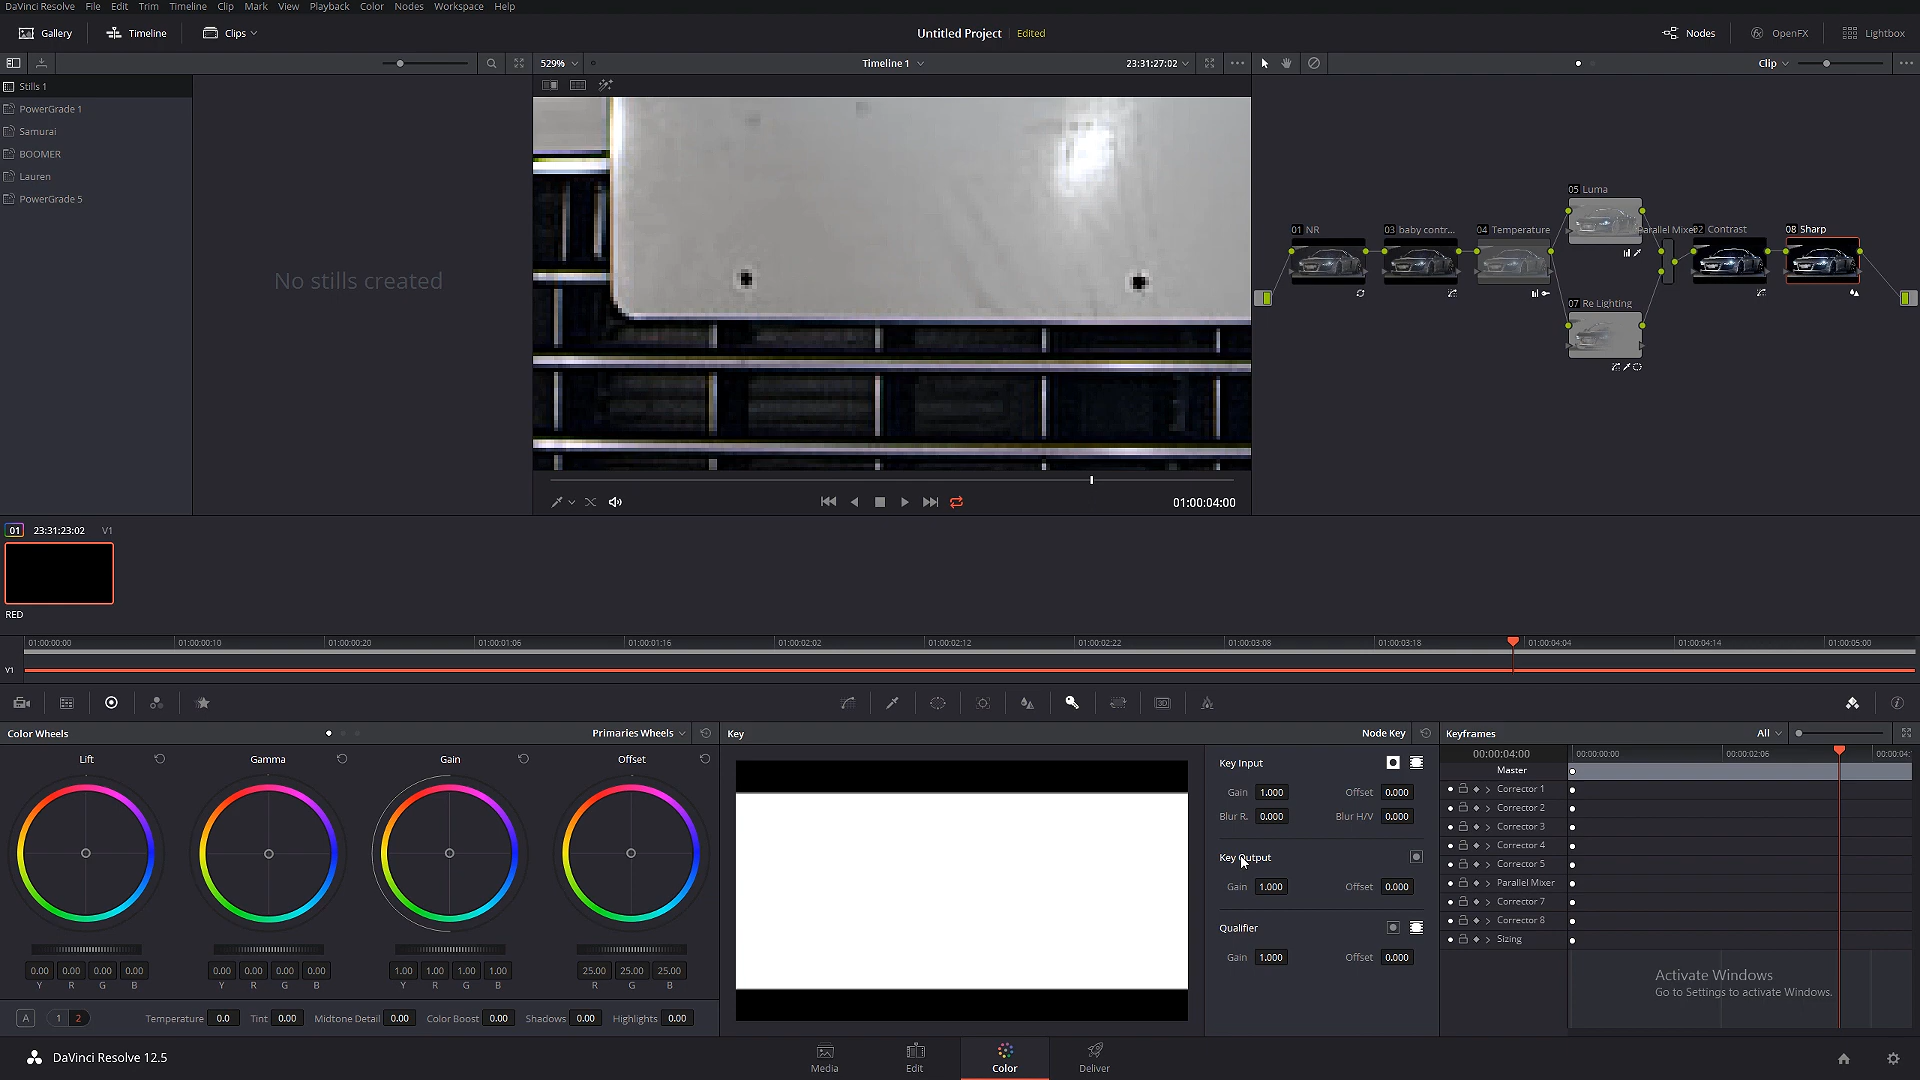 DaVinci Resolve File Edit Trim Timeline Clip Mark View Playback Color Nodes Workspace Help
Gallery Timeline Clips Untitled Project Edited Nodes OpenFX Lightbox
529% Timeline 1 23:31:27:02 Clip
Stills 1
PowerGrade 1
Samurai
BOOMER
Lauren
PowerGrade 5
No stills created
05 Luma
01 NR 03 baby contr... 04 Temperature Parallel Mixer 02 Contrast 08 Sharp
07 Re Lighting
01:00:04:00
01 23:31:23:02 V1
RED
01:00:00:00 01:00:00:10 01:00:00:20 01:00:01:06 01:00:01:16 01:00:02:02 01:00:02:12 01:00:02:22 01:00:03:08 01:00:03:18 01:00:04:04 01:00:04:14 01:00:05:00
V1
Color Wheels Primaries Wheels Key Node Key Keyframes All
Lift Gamma Gain Offset
Key Input
Gain 1.000 Offset 0.000
Blur R. 0.000 Blur H/V 0.000
Key Output
Gain 1.000 Offset 0.000
Qualifier
Gain 1.000 Offset 0.000
00:00:04:00 00:00:00:00 00:00:02:06 00:00:04:
Master
Corrector 1
Corrector 2
Corrector 3
Corrector 4
Corrector 5
Parallel Mixer
Corrector 7
Corrector 8
Sizing
0.00 0.00 0.00 0.00 0.00 0.00 0.00 0.00 1.00 1.00 1.00 1.00 25.00 25.00 25.00
Y R G B Y R G B Y R G B R G B
A 1 2 Temperature 0.0 Tint 0.00 Midtone Detail 0.00 Color Boost 0.00 Shadows 0.00 Highlights 0.00
Activate Windows
Go to Settings to activate Windows.
DaVinci Resolve 12.5 Media Edit Color Deliver